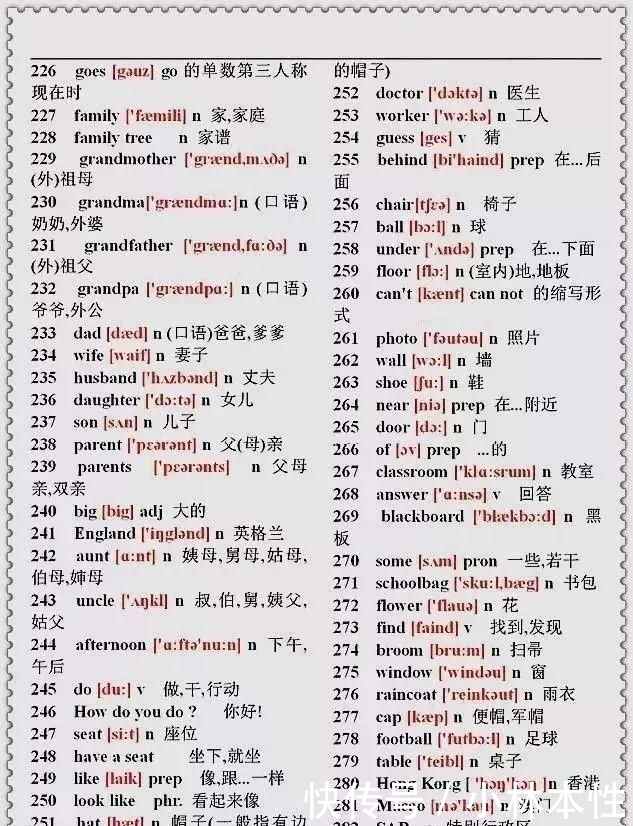 226 goes [gəuz] go 的单数第三人称
现在时
227 family ['fæmili] n 家,家庭
228 family tree n 家谱
229 grandmother ['grænd,mʌðə] n
(外)祖母
230 grandma['grændmɑ:]n (口语)
奶奶,外婆
231 grandfather ['grænd,fɑ:ðə] n
(外)祖父
232 grandpa ['grændpɑ:] n (口语)
爷爷,外公
233 dad [dæd] n (口语)爸爸,爹爹
234 wife [waif] n 妻子
235 husband ['hʌzbənd] n 丈夫
236 daughter ['dɔ:tə] n 女儿
237 son [sʌn] n 儿子
238 parent ['pɛərənt] n 父(母)亲
239 parents ['pɛərənts] n 父母
亲,双亲
240 big [big] adj 大的
241 England ['iŋglənd] n 英格兰
242 aunt [ɑ:nt] n 姨母,舅母,姑母,
伯母,婶母
243 uncle ['ʌŋkl] n 叔,伯,舅,姨父,
姑父
244 afternoon ['ɑ:ftə'nu:n] n 下午,
午后
245 do [du:] v 做,干,行动
246 How do you do ? 你好!
247 seat [si:t] n 座位
248 have a seat 坐下,就坐
249 like [laik] prep 像,跟...一样
250 look like phr. 看起来像
251 hat [hæt] n 帽子(一般指有边
的帽子)
252 doctor ['dɔktə] n 医生
253 worker ['wə:kə] n 工人
254 guess [ges] v 猜
255 behind [bi'haind] prep 在...后
面
256 chair[tʃɛə] n 椅子
257 ball [bɔ:l] n 球
258 under ['ʌndə] prep 在...下面
259 floor [flɔ:] n (室内)地,地板
260 can't [kænt] can not 的缩写形
式
261 photo ['fəutəu] n 照片
262 wall [wɔ:l] n 墙
263 shoe [ʃu:] n 鞋
264 near [niə] prep 在...附近
265 door [dɔ:] n 门
266 of [ɔv] prep ...的
267 classroom ['klɑ:srum] n 教室
268 answer ['ɑ:nsə] v 回答
269 blackboard ['blækbɔ:d] n 黑
板
270 some [sʌm] pron 一些,若干
271 schoolbag ['sku:l,bæg] n 书包
272 flower ['flauə] n 花
273 find [faind] v 找到,发现
274 broom [bru:m] n 扫帚
275 window ['windəu] n 窗
276 raincoat ['reinkəut] n 雨衣
277 cap [kæp] n 便帽,军帽
278 football ['futbɔ:l] n 足球
279 table ['teibl] n 桌子
280 Hong Kong [ n 香港
281 Macao
快传号 / 小林本性